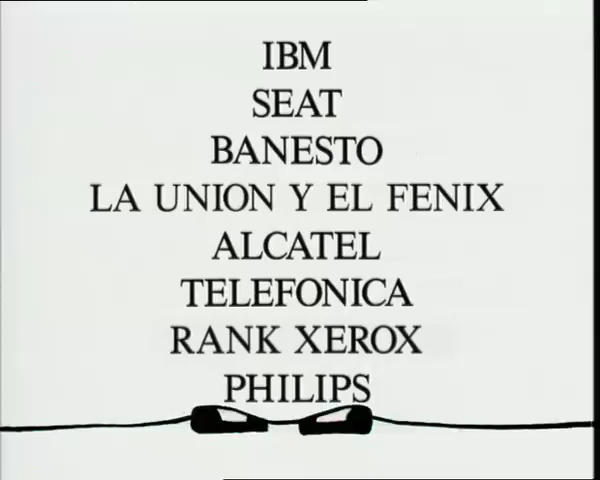 IBM
SEAT
BANESTO
LA UNION Y EL FENIX
ALCATEL
TELEFONICA
RANK XEROX
PHILIPS